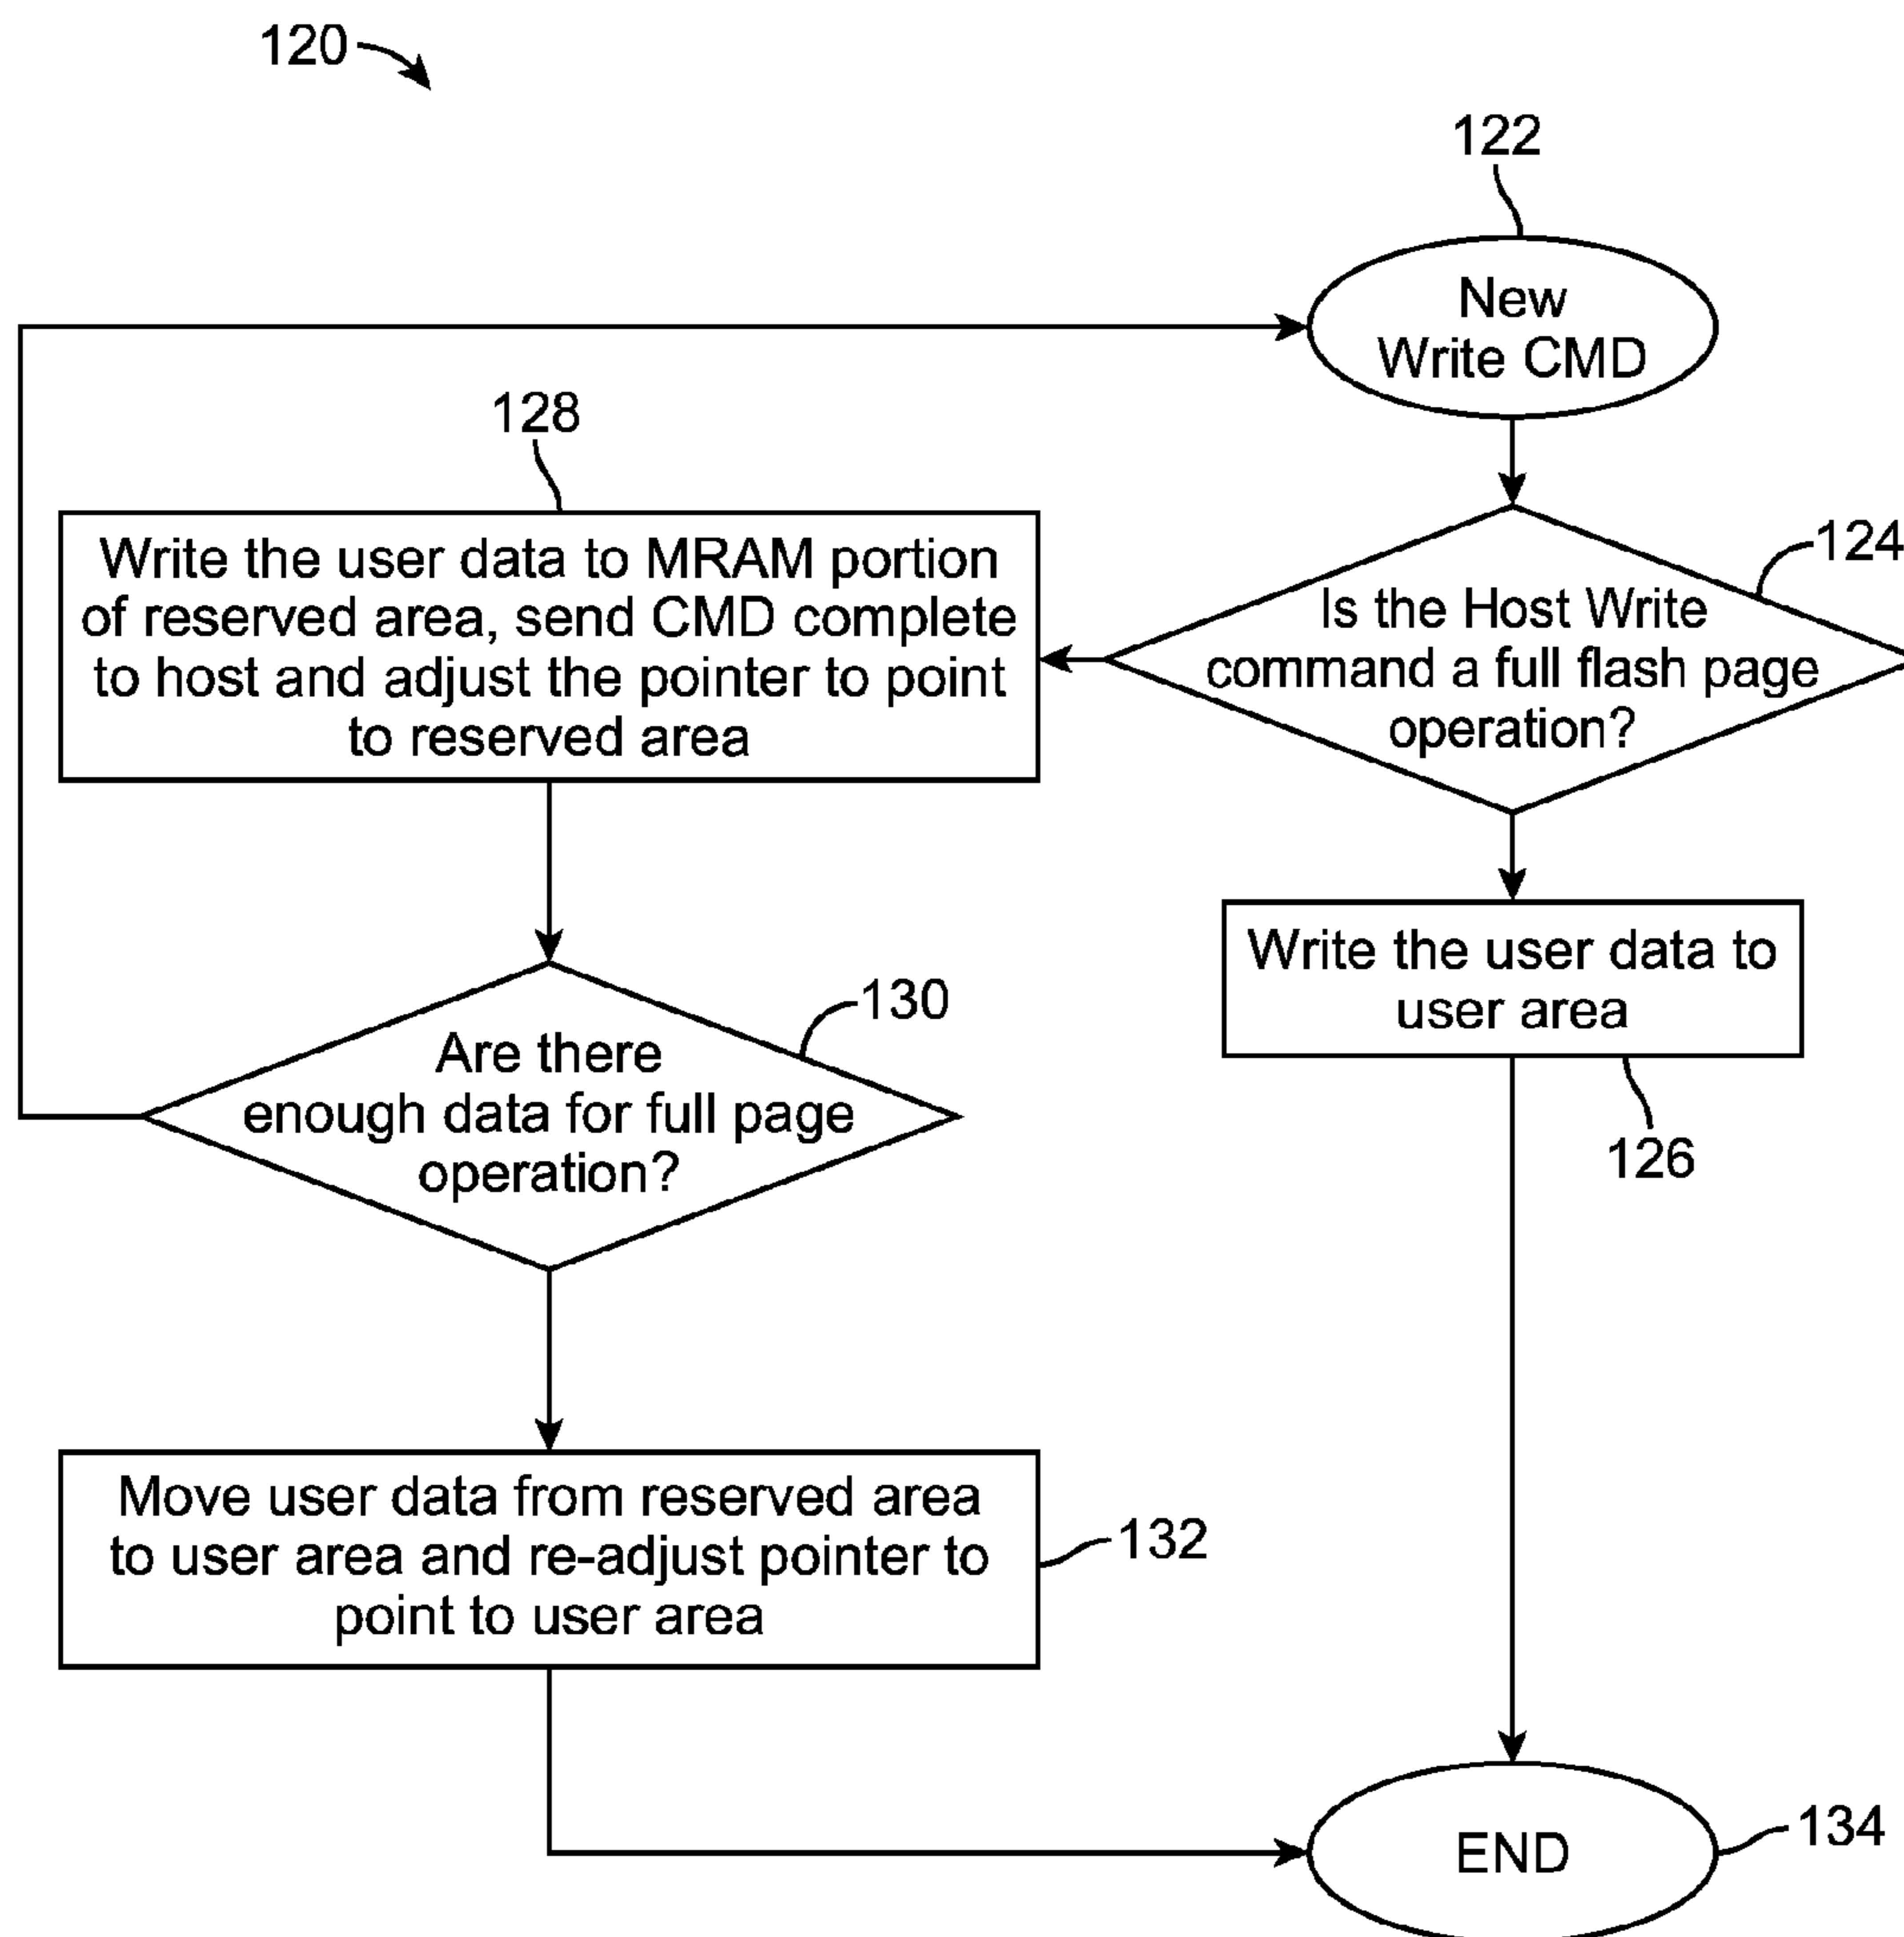 120
122
New
Write CMD
128
Write the user data to MRAM portion
of reserved area, send CMD complete
to host and adjust the pointer to point
to reserved area
124
Is the Host Write
command a full flash page
operation?
130
Are there
enough data for full page
operation?
Write the user data to
user area
126
Move user data from reserved area
to user area and re-adjust pointer to
point to user area
132
END
134